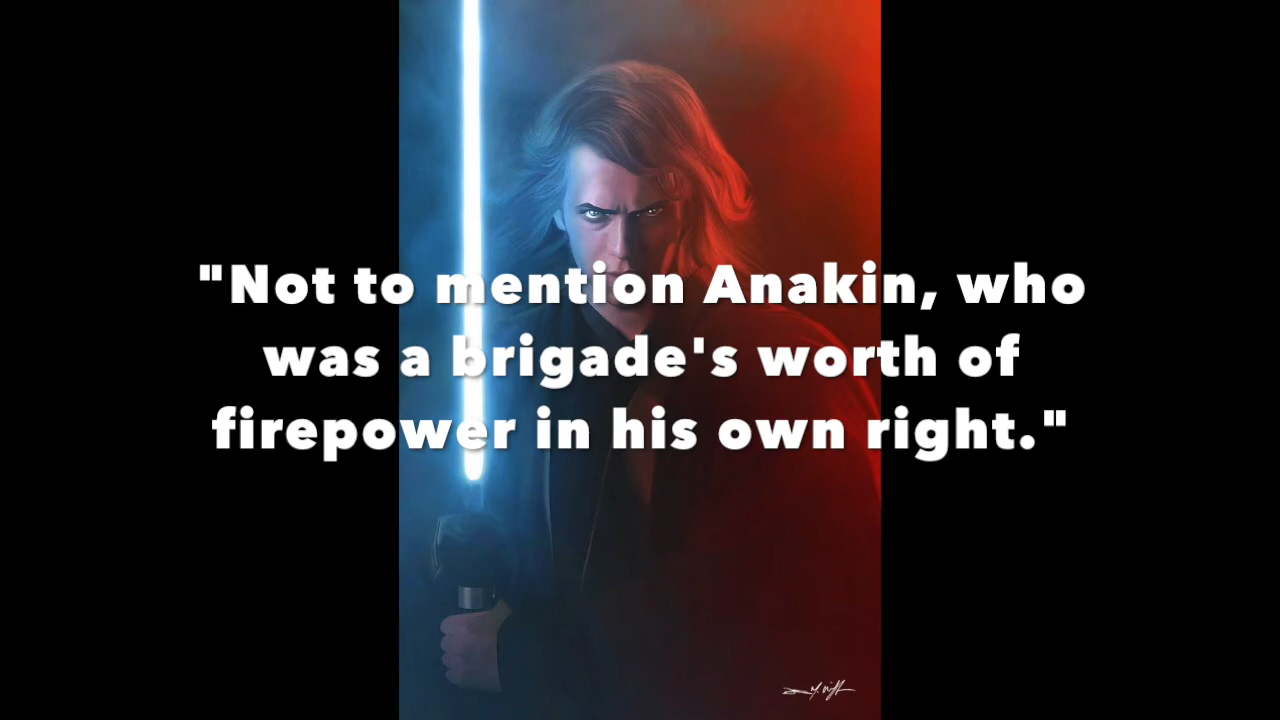 "Not to mention Anakin, who
was a brigade's worth of
firepower in his own right."